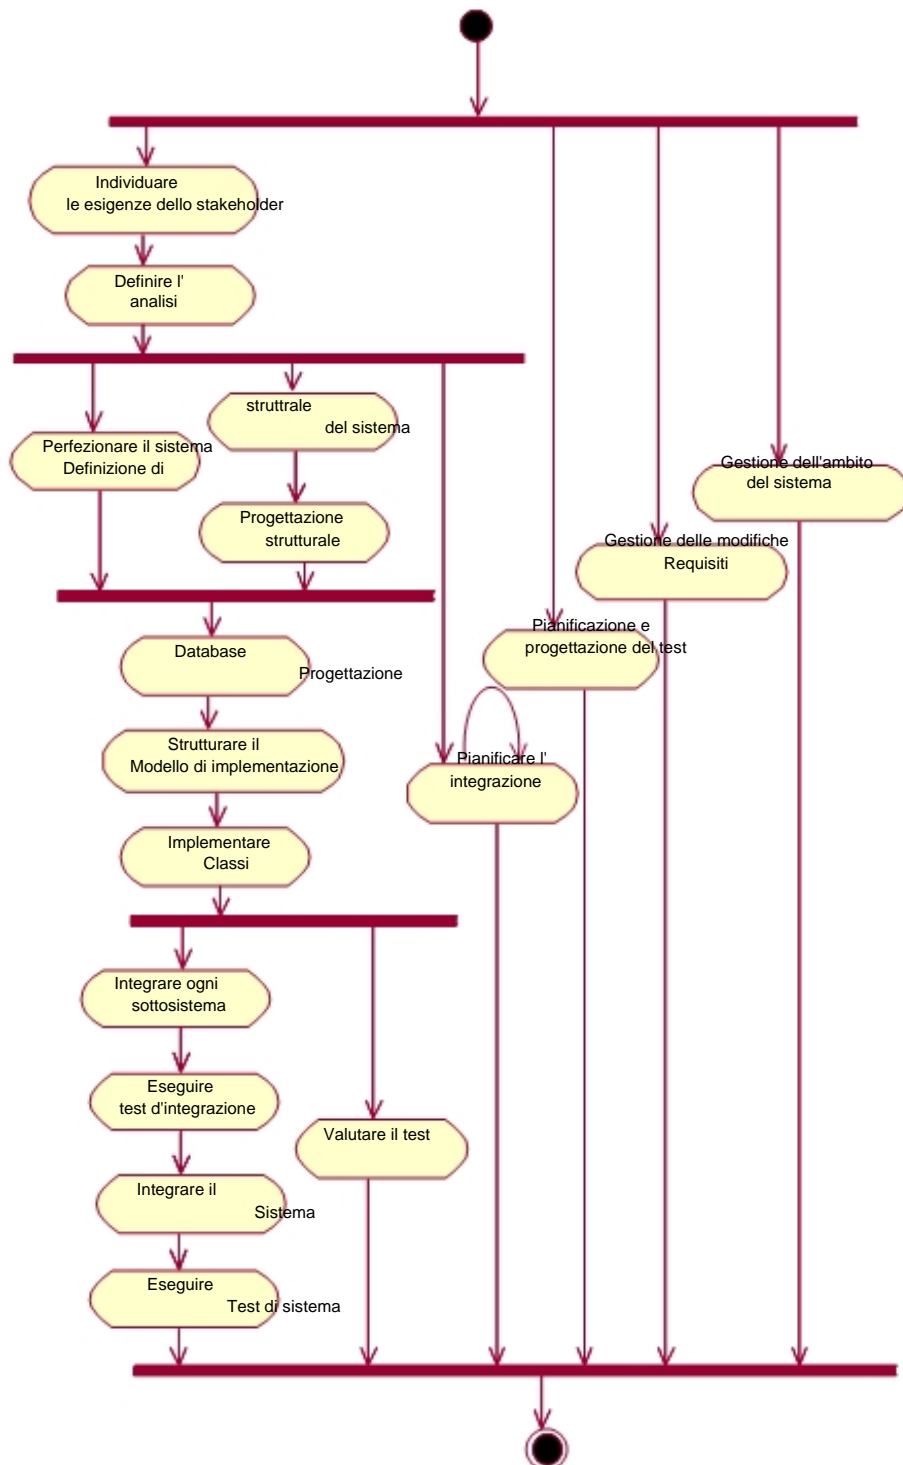 Individuare
le esigenze dello stakeholder
Definire l'
analisi
struttrale
del sistema
Perfezionare il sistema
Definizione di
Gestione dell'ambito
del sistema
Progettazione
strutturale
Gestione delle modifiche
Requisiti
Pianificazione e
progettazione del test
Database
Progettazione
Strutturare il
Modello di implementazione
Pianificare l'
integrazione
Implementare
Classi
Integrare ogni
sottosistema
Eseguire
test d'integrazione
Valutare il test
Integrare il
Sistema
Eseguire
Test di sistema